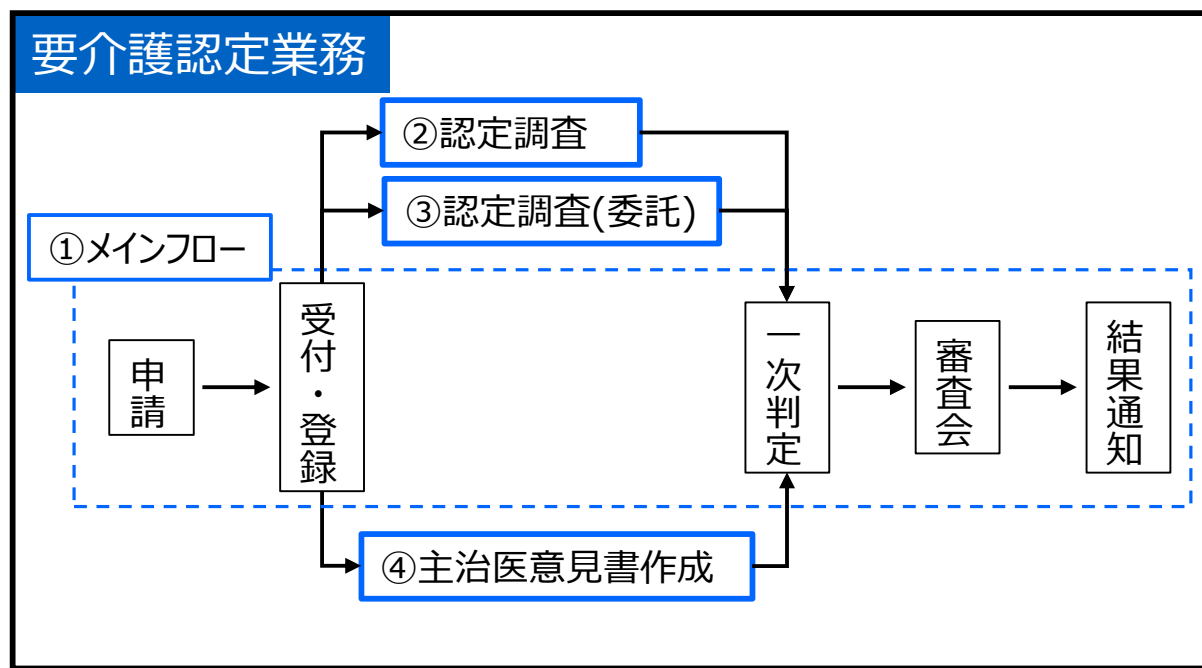 要介護認定業務
②認定調査
③認定調査(委託)
①メインフロー
申請
受付・登録
一次判定
審査会
結果通知
④主治医意見書作成